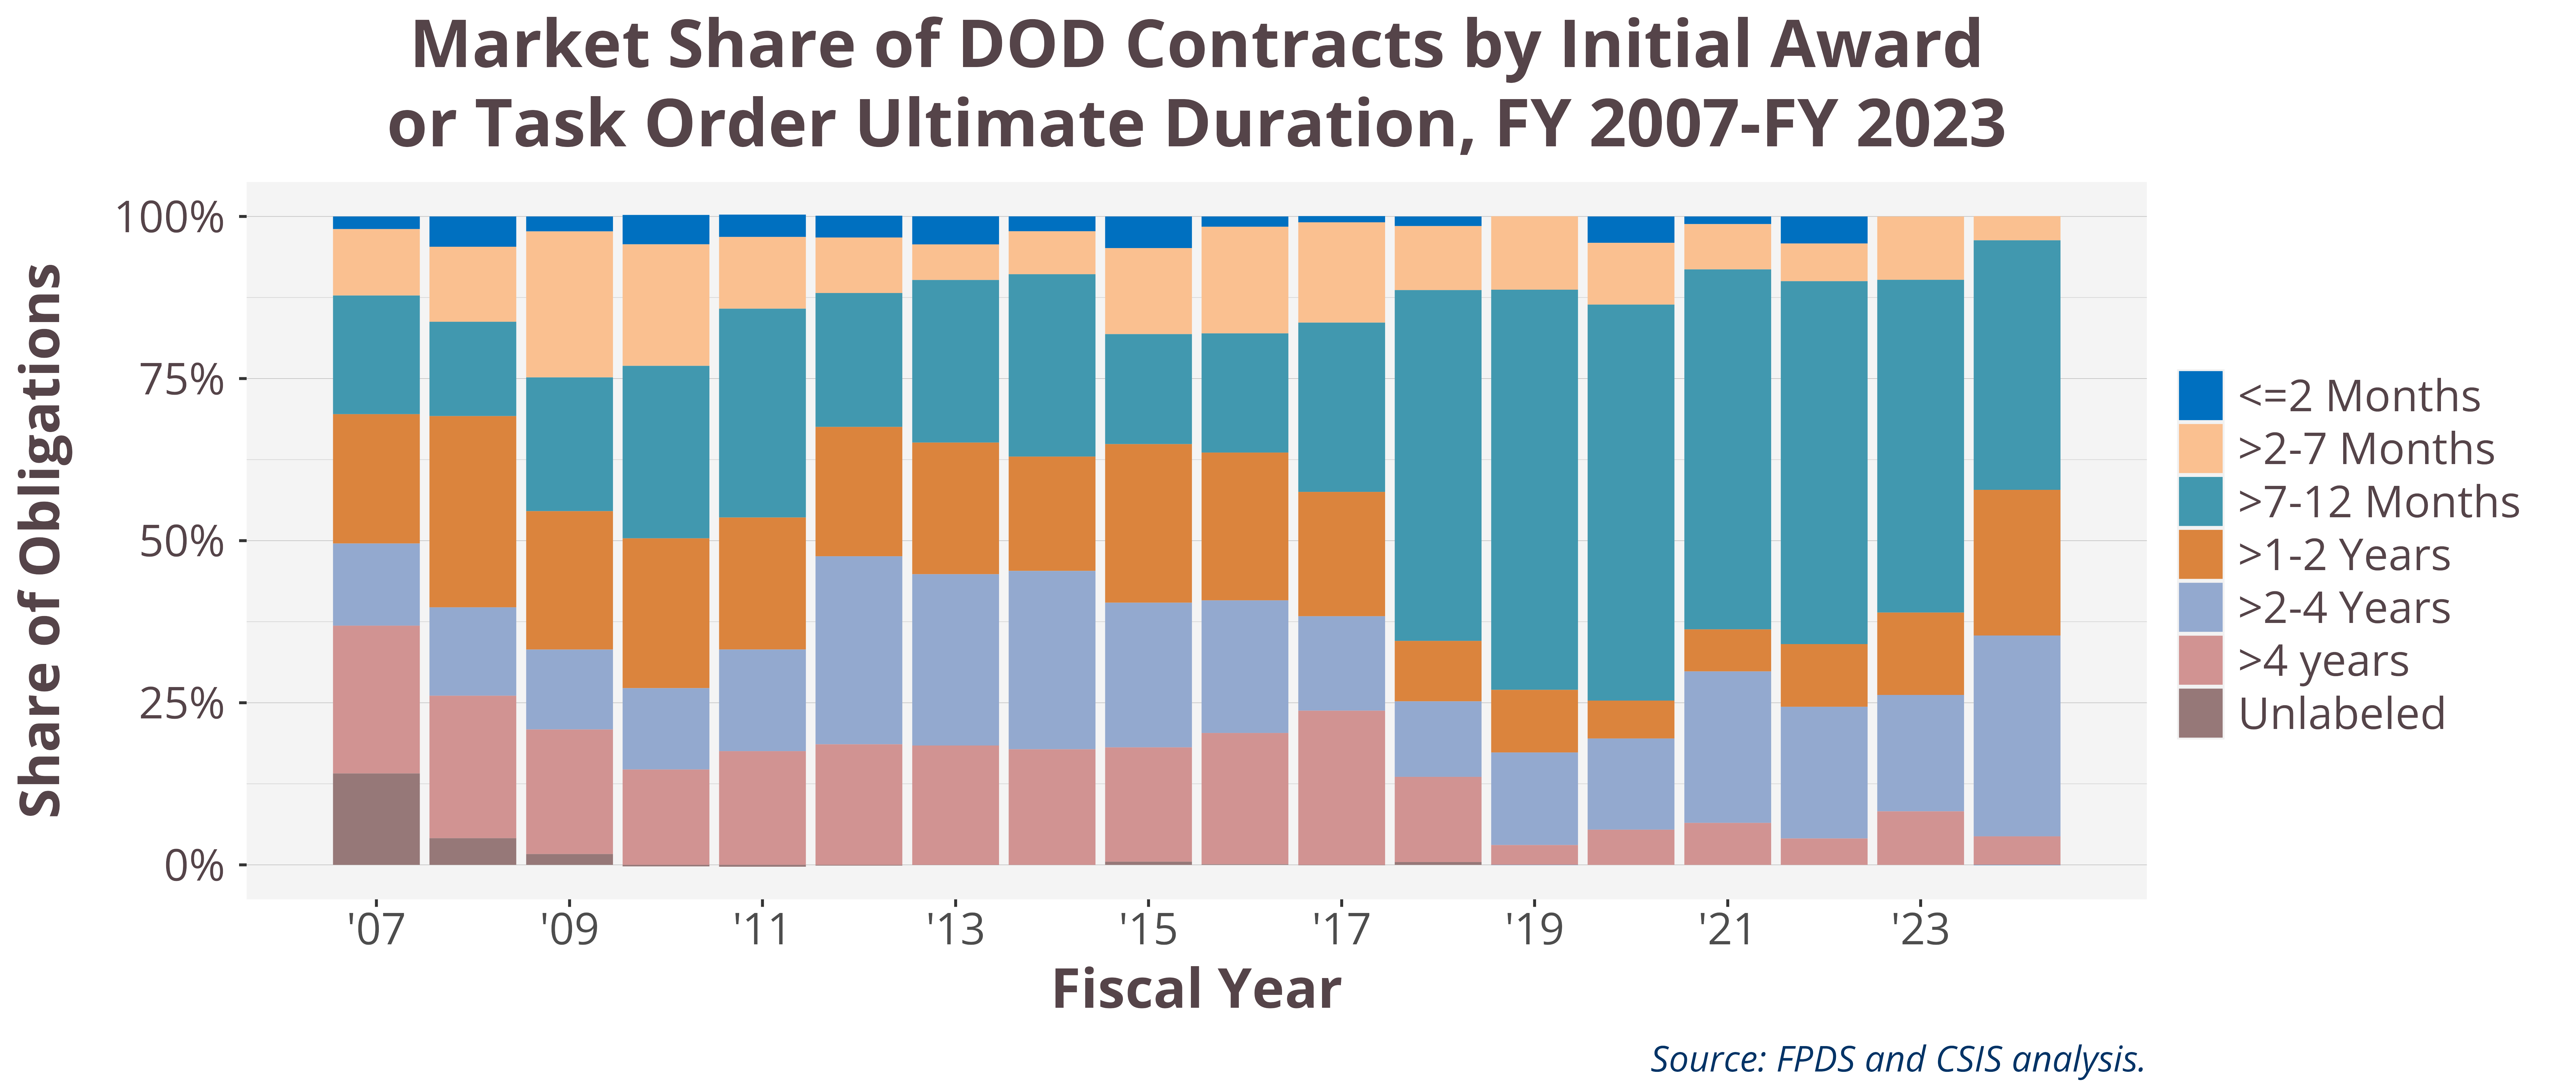 Market Share of DOD Contracts by Initial Award
or Task Order Ultimate Duration, FY 2007-FY 2023
Share of Obligations
100%
75%
50%
25%
0%
'07
'09
'11
'13
'15
'17
'19
'21
'23
Fiscal Year
<=2 Months
>2-7 Months
>7-12 Months
>1-2 Years
>2-4 Years
>4 years
Unlabeled
Source: FPDS and CSIS analysis.